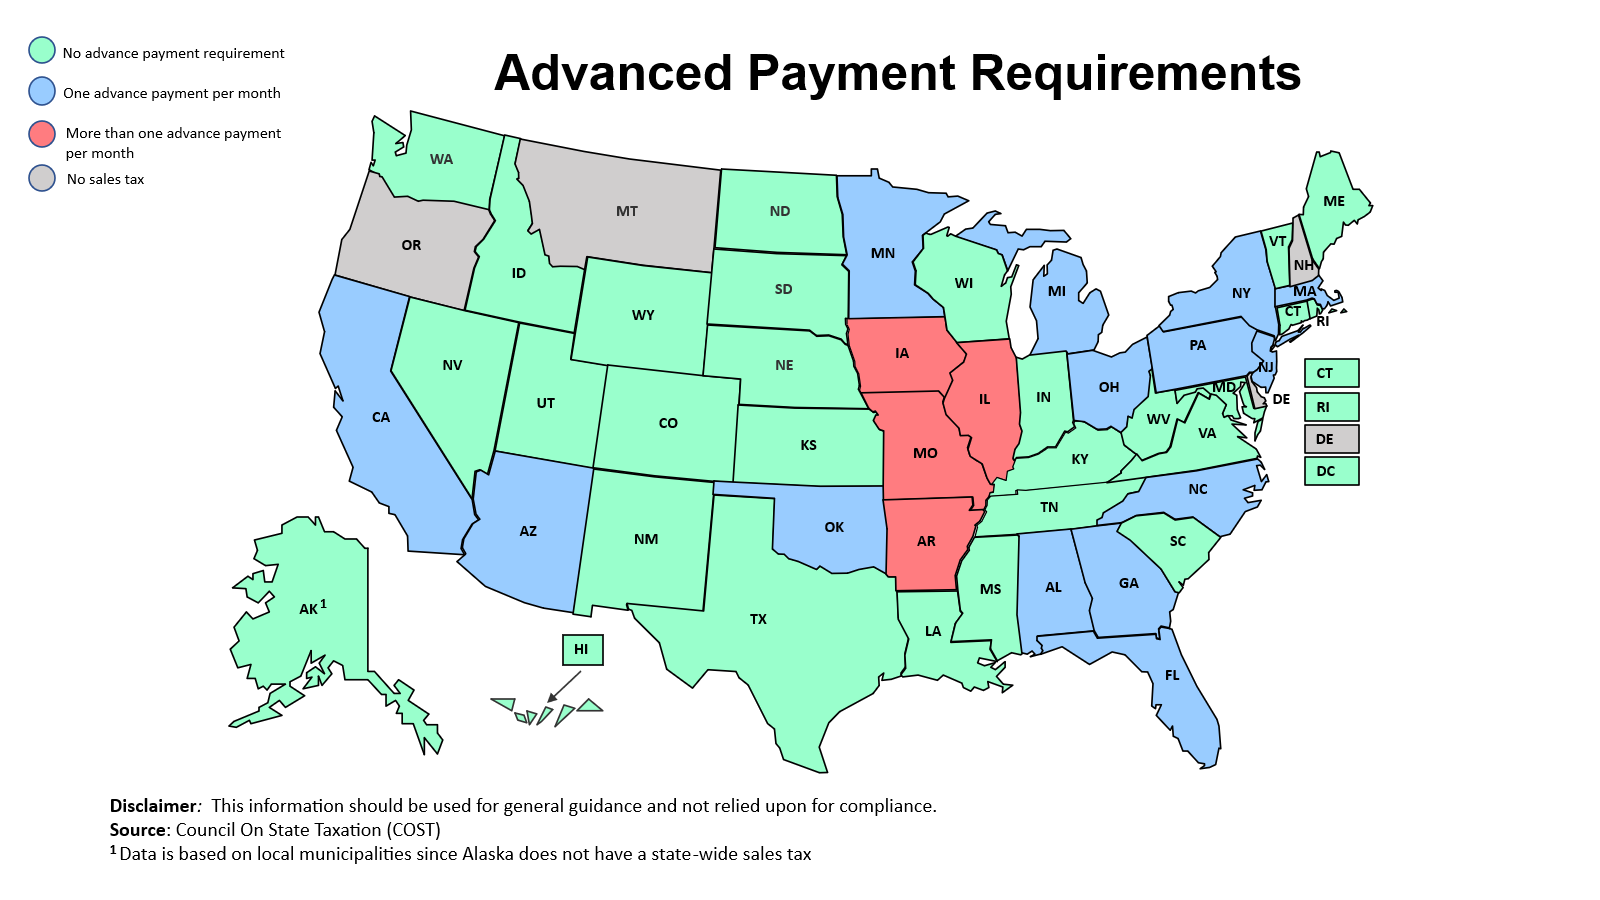 Advanced Payment Requirements
No advance payment requirement
One advance payment per month
More than one advance payment
per month
No sales tax
WA
OR
MT
ID
ND
MN
SD
WI
MI
WY
NE
IA
IL
IN
OH
PA
NY
VT
NH
ME
MA
CT
RI
NJ
MD
DE
CA
NV
UT
CO
KS
MO
KY
WV
VA
CT
RI
DE
DC
AZ
NM
OK
AR
TN
NC
SC
TX
LA
MS
AL
GA
FL
AK1
HI
Disclaimer: This information should be used for general guidance and not relied upon for compliance.
Source: Council On State Taxation (COST)
1 Data is based on local municipalities since Alaska does not have a state-wide sales tax